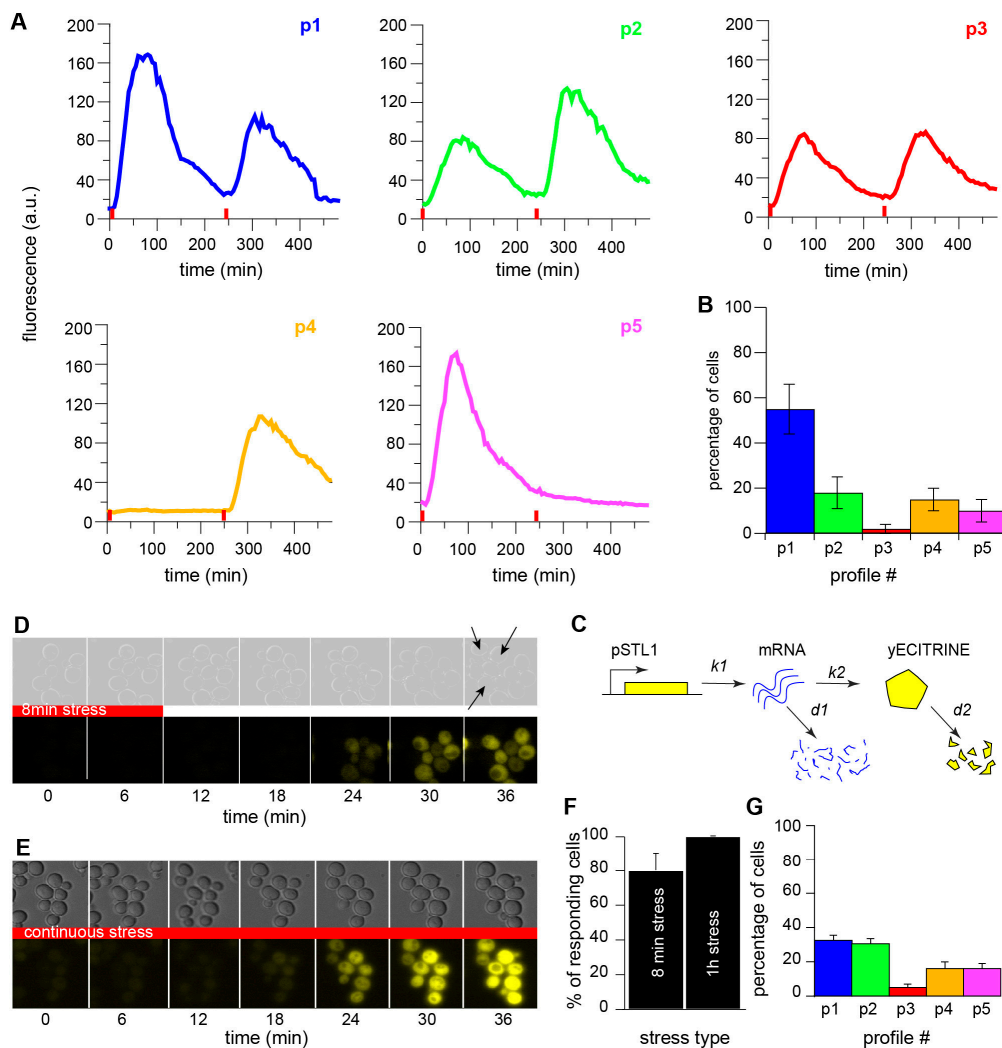 A
p1
p2
p3
200
160
120
80
40
0
0 100 200 300 400
time (min)
200
160
120
80
40
0
0 100 200 300 400
time (min)
200
160
120
80
40
0
0 100 200 300 400
time (min)
fluorescence (a.u.)
p4
p5
200
160
120
80
40
0
0 100 200 300 400
time (min)
200
160
120
80
40
0
0 100 200 300 400
time (min)
B
percentage of cells
100
80
60
40
20
0
p1 p2 p3 p4 p5
profile #
C
pSTL1
k1
mRNA
k2
yECITRINE
d1
d2
D
8min stress
0 6 12 18 24 30 36
time (min)
E
continuous stress
0 6 12 18 24 30 36
time (min)
F
% of responding cells
100
80
60
40
20
0
8 min stress
1h stress
stress type
G
percentage of cells
100
80
60
40
20
0
p1 p2 p3 p4 p5
profile #